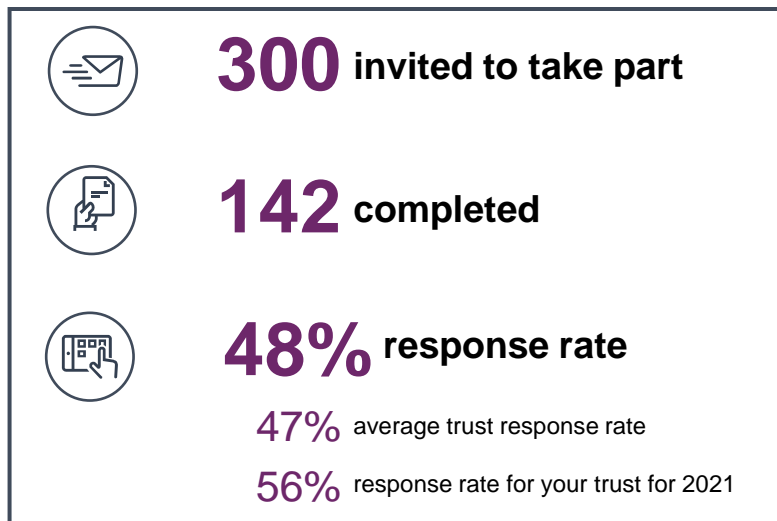 300 invited to take part
142 completed
48% response rate
47% average trust response rate
56% response rate for your trust for 2021